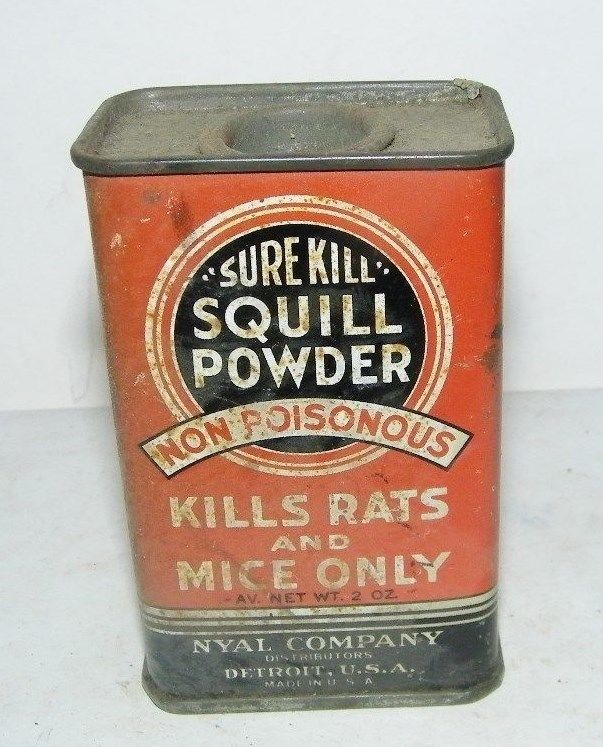 "SURE KILL"
SQUILL
POWDER
NON-POISONOUS
KILLS RATS
AND
MICE ONLY
AV. NET WT. 2 OZ.
NYAL COMPANY
DISTRIBUTORS
DETROIT, U.S.A.
MADE IN U S A